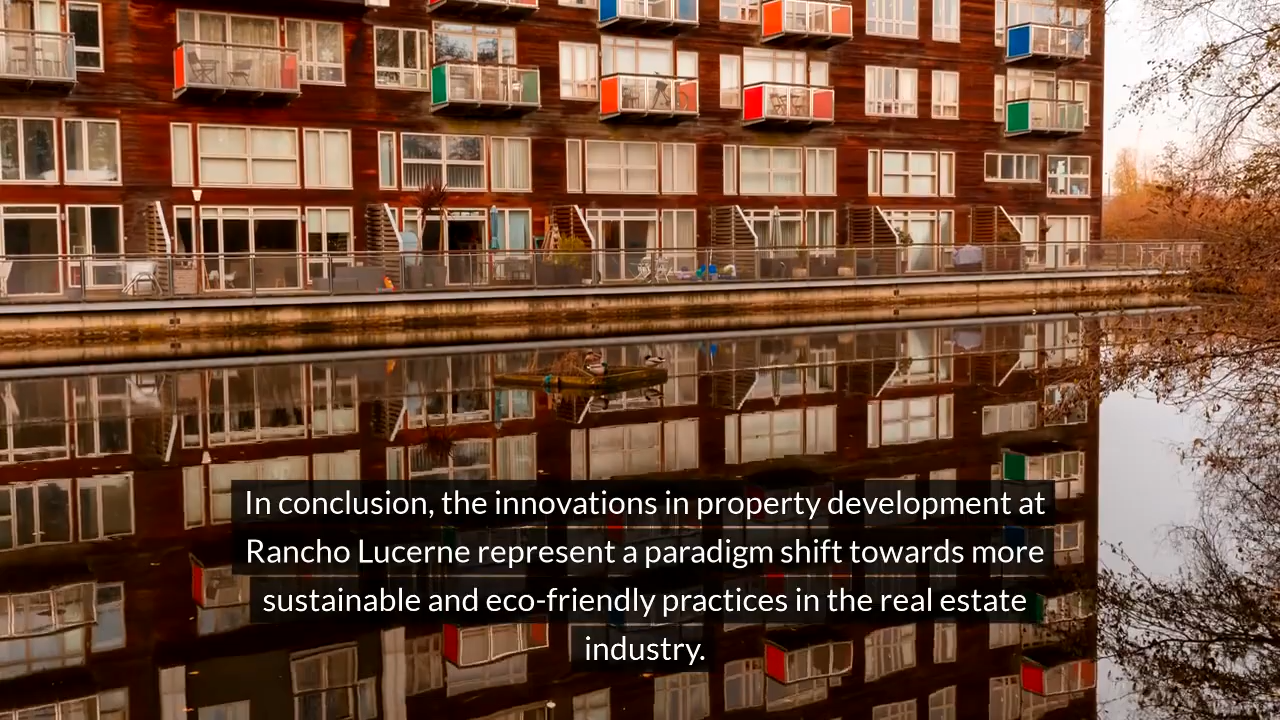 In conclusion, the innovations in property development at
Rancho Lucerne represent a paradigm shift towards more
sustainable and eco-friendly practices in the real estate
industry.